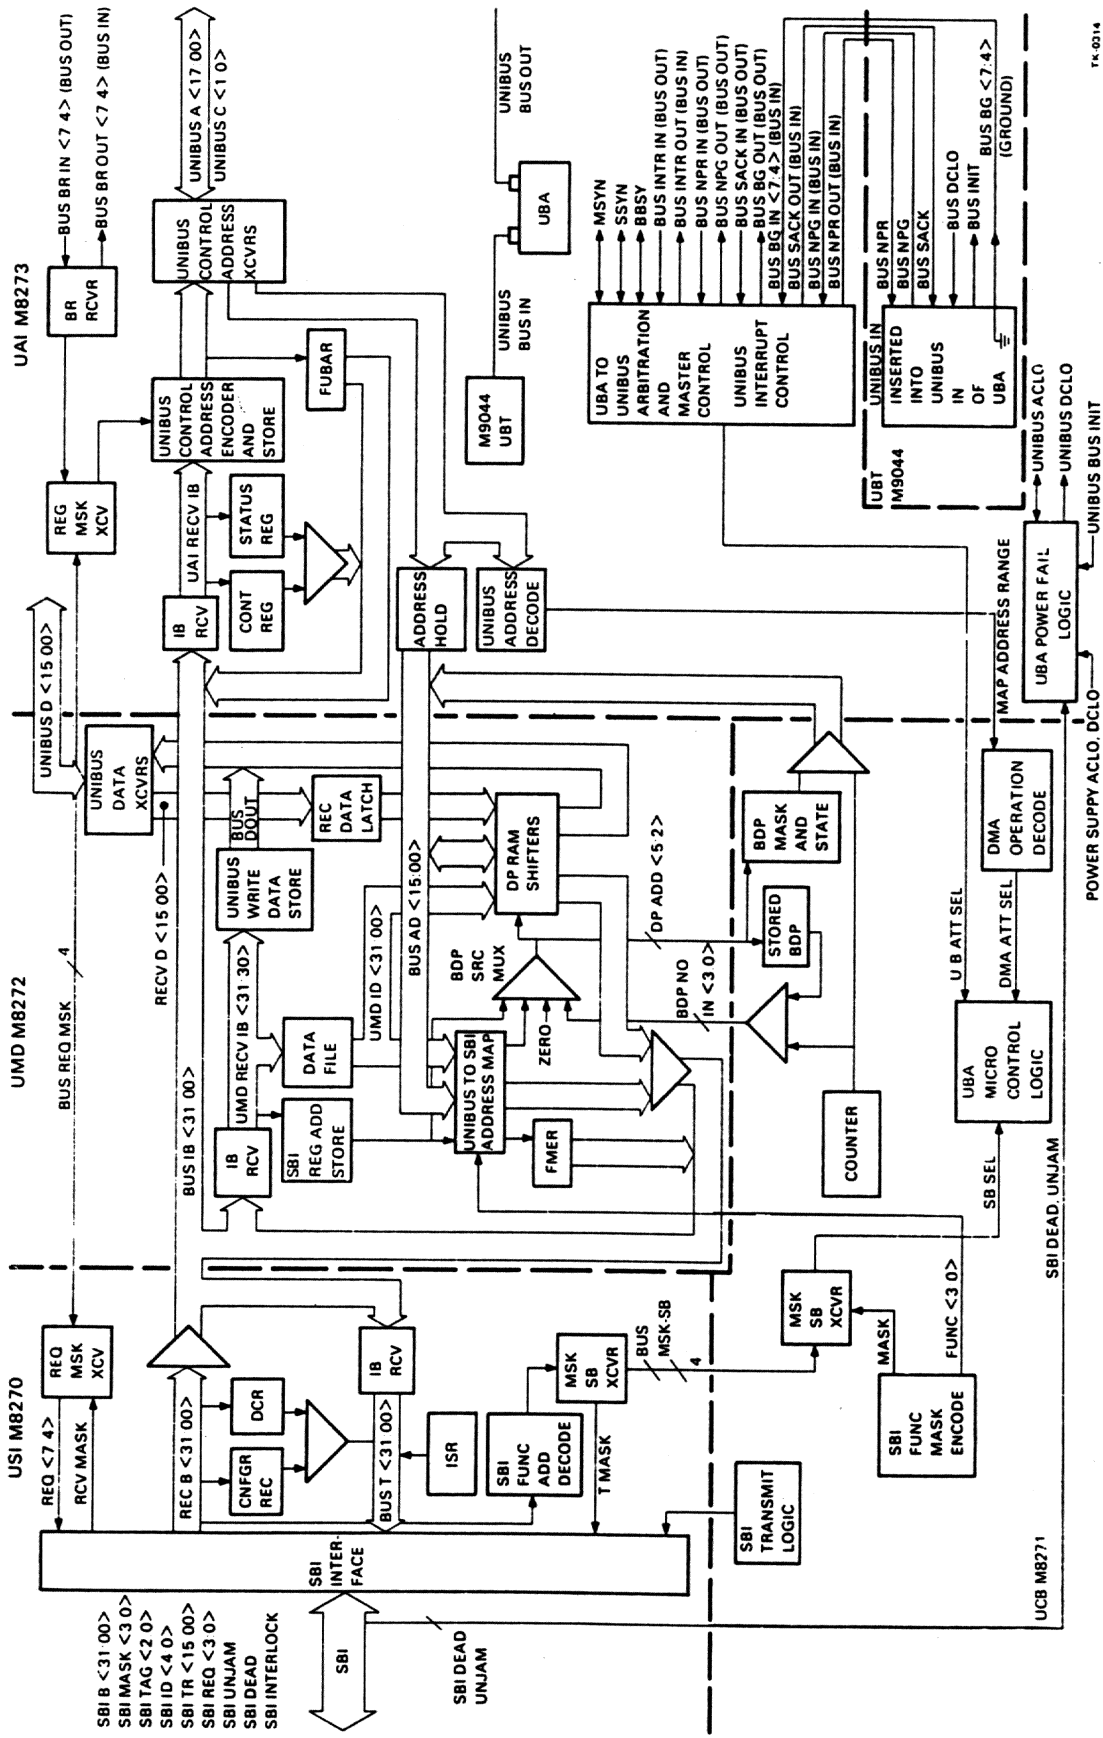 USI M8270
UMD M8272
UAI M8273
SBI B <31:00>
SBI MASK <3 0>
SBI TAG <2 0>
SBI ID <4 0>
SBI TR <15 00>
SBI REQ <3:0>
SBI UNJAM
SBI DEAD
SBI INTERLOCK
SBI
SBI DEAD
UNJAM
SBI
INTER-
FACE
REQ <7 4>
RCV MASK
REQ
MSK
XCV
REC B <31 00>
CNFGR
REC
DCR
BUS T <31:00>
IB
RCV
ISR
SBI
FUNC
ADD
DECODE
T MASK
MSK
SB
XCVR
BUS
MSK-SB
4
SBI
TRANSMIT
LOGIC
UCB M8271
SBI
FUNC
MASK
ENCODE
MASK
FUNC <3 0>
MSK
SB
XCVR
SB SEL
SBI DEAD, UNJAM
COUNTER
UBA
MICRO
CONTROL
LOGIC
DMA ATT SEL
U B ATT SEL
DMA
OPERATION
DECODE
MAP ADDRESS RANGE
BUS REQ MSK
4
BUS IB <31 00>
RECV D <15 00>
UNIBUS D <15 00>
UNIBUS
DATA
XCVRS
IB
RCV
UMD RECV IB <31 30>
SBI
REG ADD
STORE
DATA
FILE
UNIBUS
WRITE
DATA
STORE
BUS
DOUT
REC
DATA
LATCH
UMD ID <31 00>
BUS AD <15:00>
UNIBUS TO SBI
ADDRESS MAP
FMER
BDP
SRC
MUX
ZERO
DP RAM
SHIFTERS
DP ADD <5:2>
BDP NO
IN <3 0>
STORED
BDP
BDP MASK
AND
STATE
REG
MSK
XCV
BR
RCVR
BUS BR IN <7 4> (BUS OUT)
BUS BR OUT <7 4> (BUS IN)
IB
RCV
UAI RECV IB
CONT
REG
STATUS
REG
UNIBUS
CONTROL
ADDRESS
ENCODER
AND
STORE
FUBAR
UNIBUS
CONTROL
ADDRESS
XCVRS
UNIBUS A <17 00>
UNIBUS C <1 0>
ADDRESS
HOLD
UNIBUS
ADDRESS
DECODE
M9044
UBT
UNIBUS
BUS IN
UBA
UNIBUS
BUS OUT
UBA TO
UNIBUS
ARBITRATION
AND
MASTER
CONTROL
UNIBUS
INTERRUPT
CONTROL
MSYN
SSYN
BBSY
BUS INTR IN (BUS OUT)
BUS INTR OUT (BUS IN)
BUS NPR IN (BUS OUT)
BUS NPG OUT (BUS IN)
BUS SACK IN (BUS OUT)
BUS BG OUT (BUS OUT)
BUS BG IN <7:4> (BUS IN)
BUS SACK OUT (BUS IN)
BUS NPG IN (BUS IN)
BUS NPR OUT (BUS IN)
UBT
M9044
UNIBUS IN
INSERTED
INTO
UNIBUS
IN
OF
UBA
BUS NPR
BUS NPG
BUS SACK
BUS DCLO
BUS INIT
BUS BG <7:4>
(GROUND)
UBA POWER FAIL
LOGIC
UNIBUS ACLO
UNIBUS DCLO
UNIBUS BUS INIT
POWER SUPPY ACLO, DCLO
TK-0314